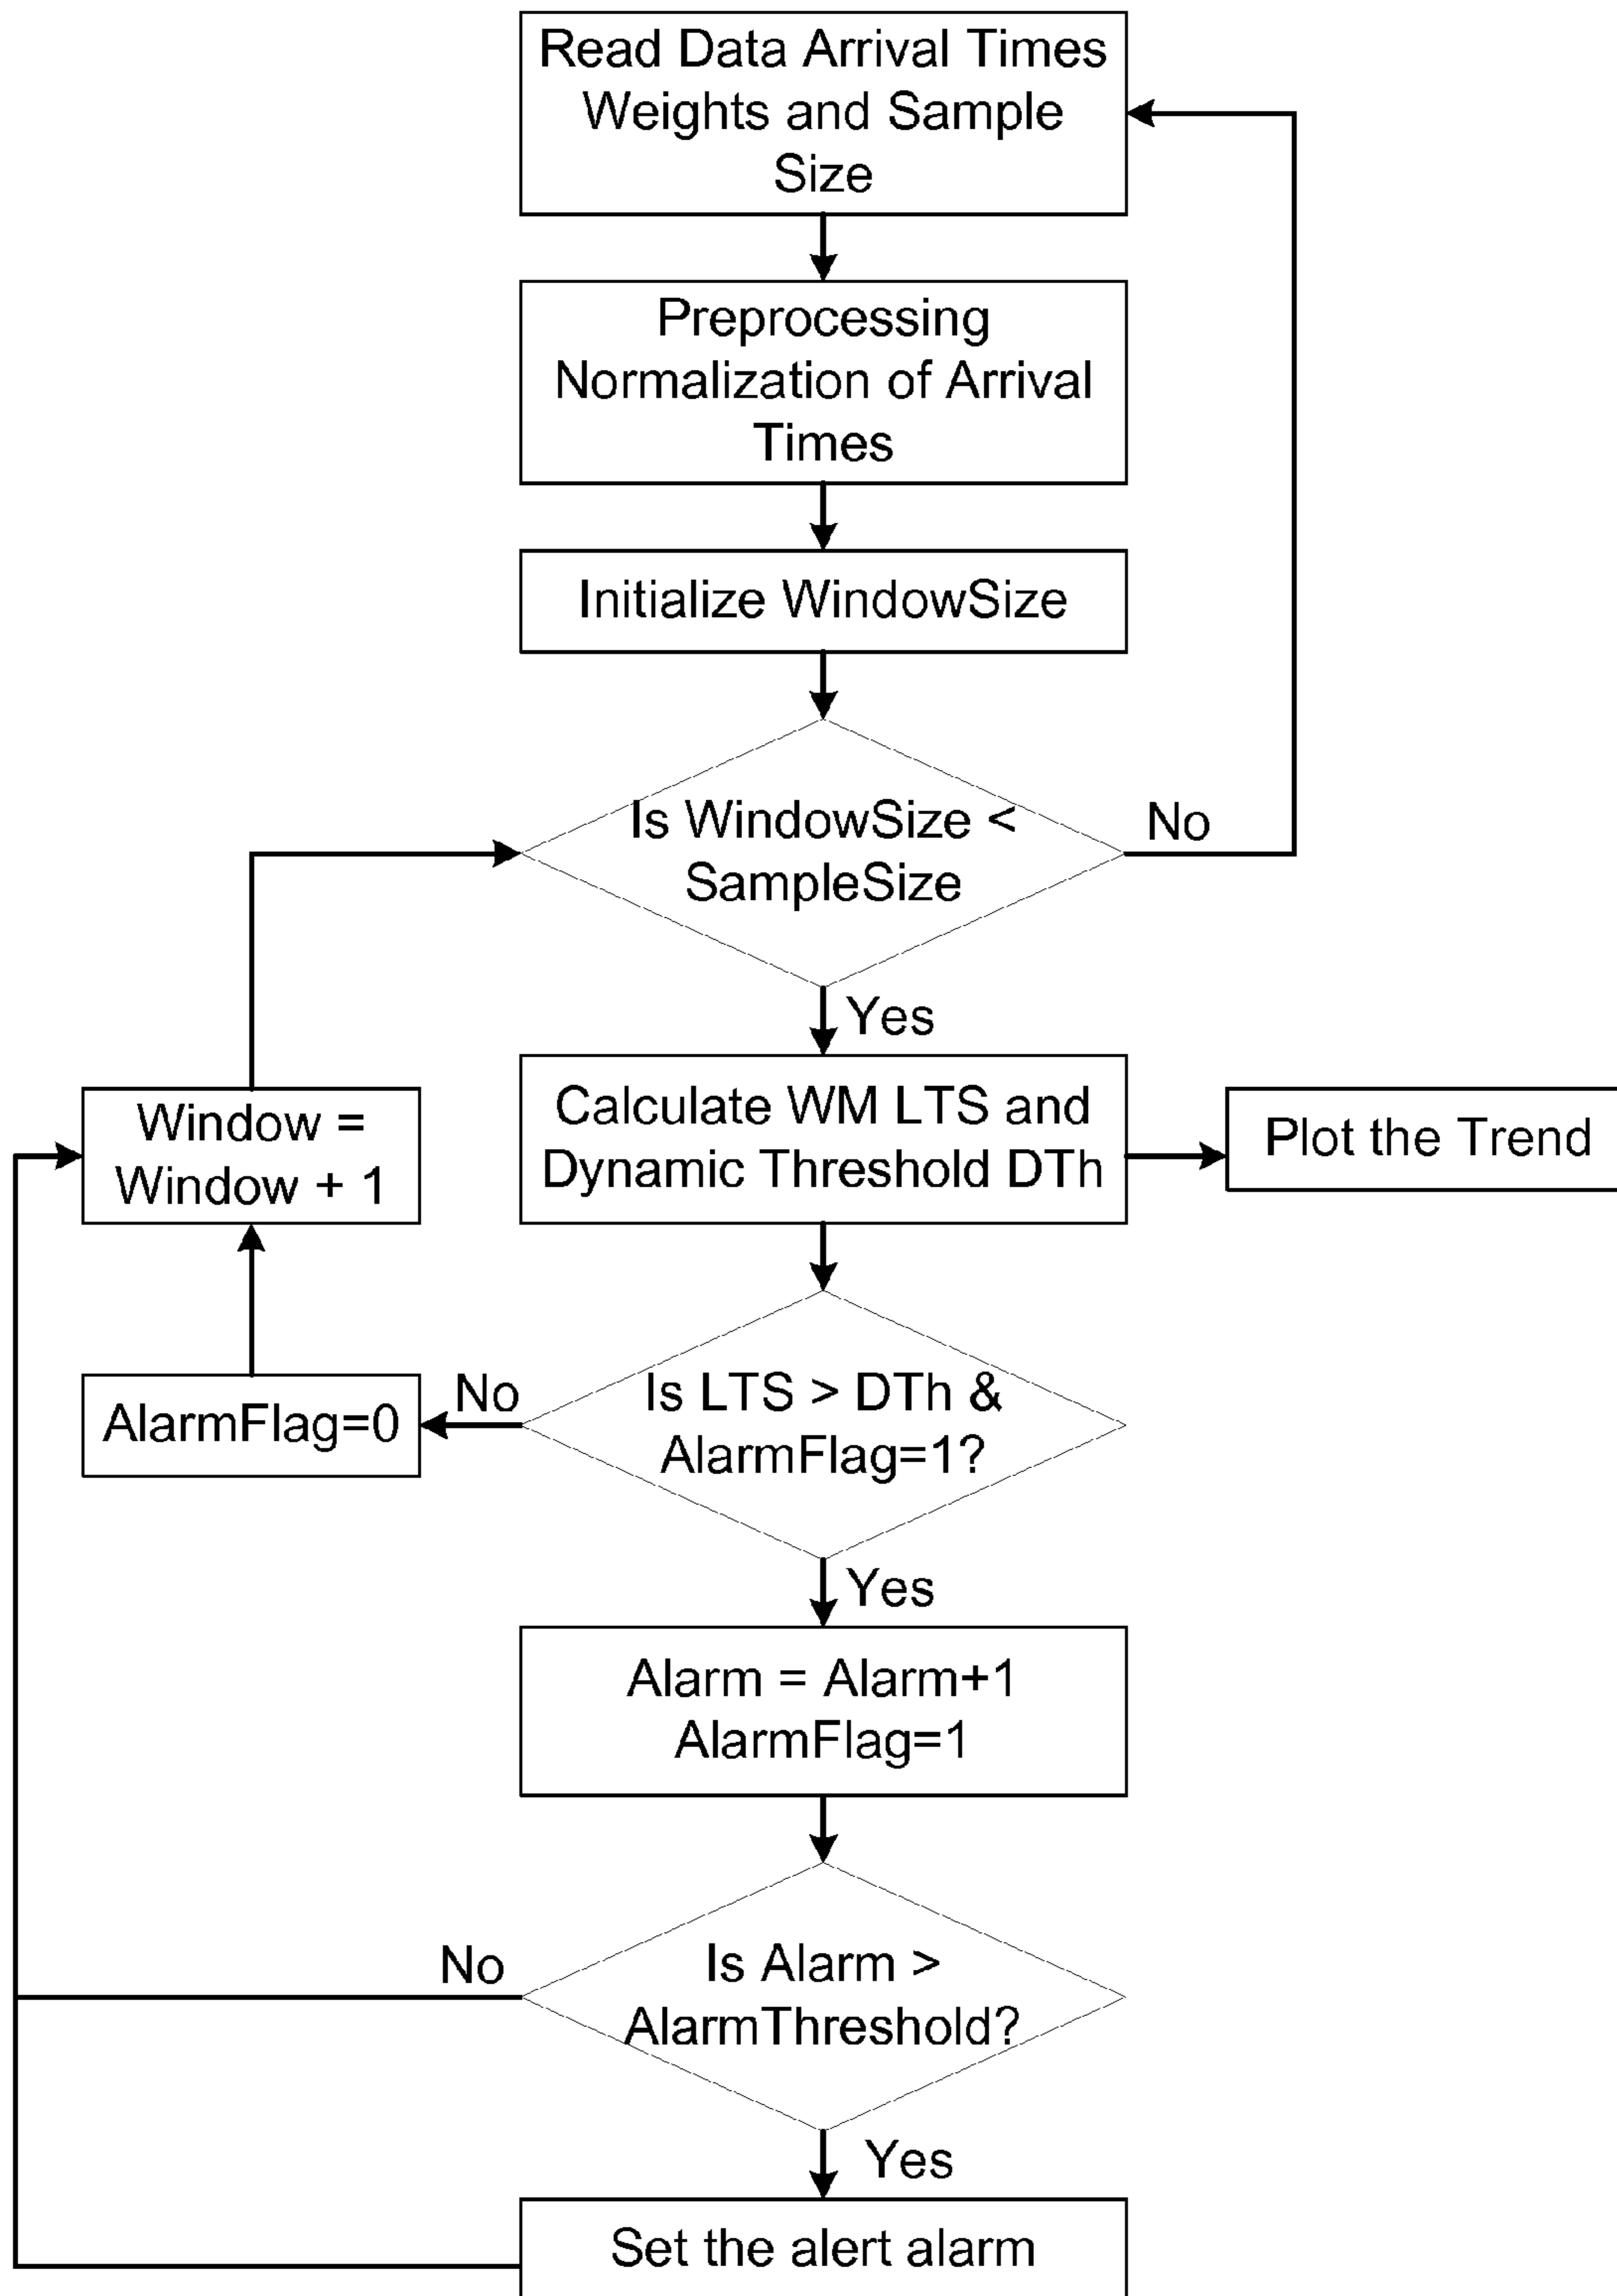 Read Data Arrival Times
Weights and Sample
Size
Preprocessing
Normalization of Arrival
Times
Initialize WindowSize
Is WindowSize <
SampleSize
No
Yes
Window =
Window + 1
Calculate WM LTS and
Dynamic Threshold DTh
Plot the Trend
AlarmFlag=0
No
Is LTS > DTh &
AlarmFlag=1?
Yes
Alarm = Alarm+1
AlarmFlag=1
No
Is Alarm >
AlarmThreshold?
Yes
Set the alert alarm